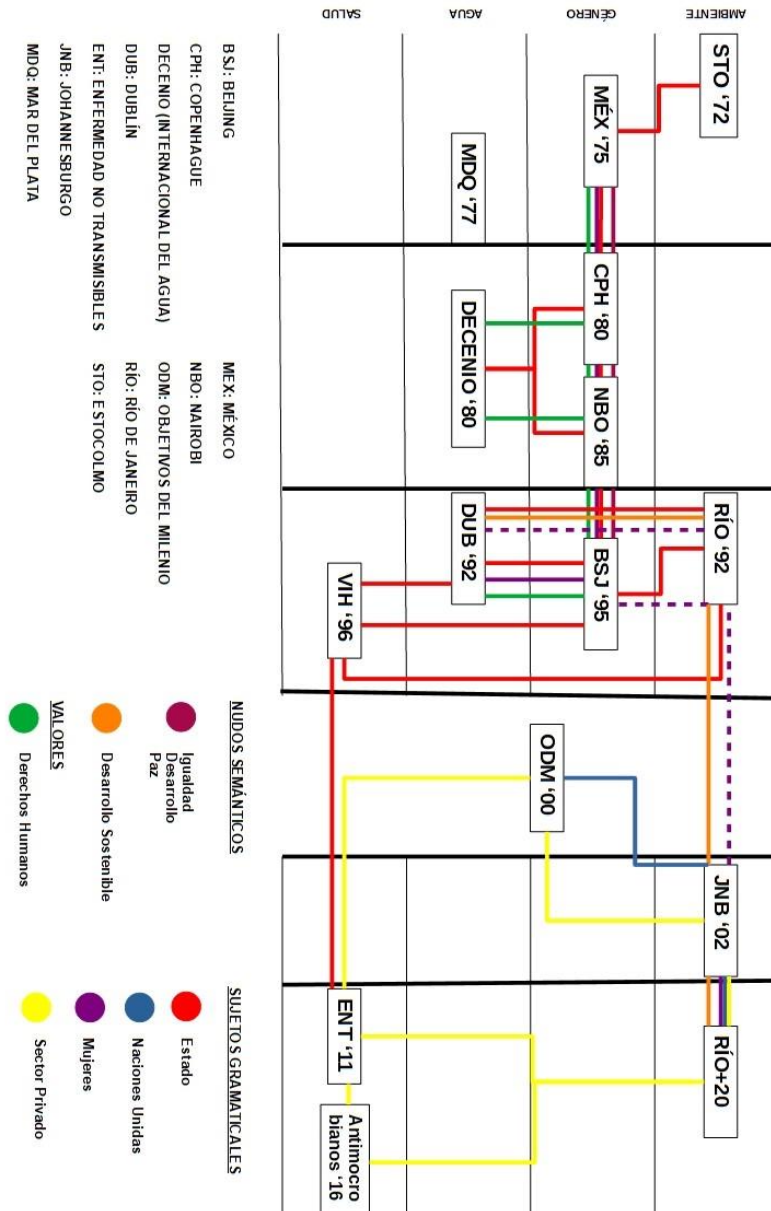 AMBIENTE
GÉNERO
AGUA
SALUD
STO ‘72
MÉX ‘75
MDQ ‘77
CPH ‘80
DECENIO ‘80
NBO ‘85
RÍO ‘92
DUB ‘92
BSJ ‘95
VIH ‘96
ODM ‘00
JNB ‘02
ENT ‘11
RÍO+20
Antimocro
bianos ‘16
BSJ: BEIJING
CPH: COPENHAGUE
DECENIO (INTERNACIONAL DEL AGUA)
DUB: DUBLÍN
ENT: ENFERMEDAD NO TRANSMISIBLES
JNB: JOHANNESBURGO
MDQ: MAR DEL PLATA
MEX: MÉXICO
NBO: NAIROBI
ODM: OBJETIVOS DEL MILENIO
RÍO: RÍO DE JANEIRO
STO: ESTOCOLMO
NUDOS SEMÁNTICOS
Igualdad
Desarrollo
Paz
Desarrollo Sostenible
VALORES
Derechos Humanos
SUJETOS GRAMATICALES
Estado
Naciones Unidas
Mujeres
Sector Privado